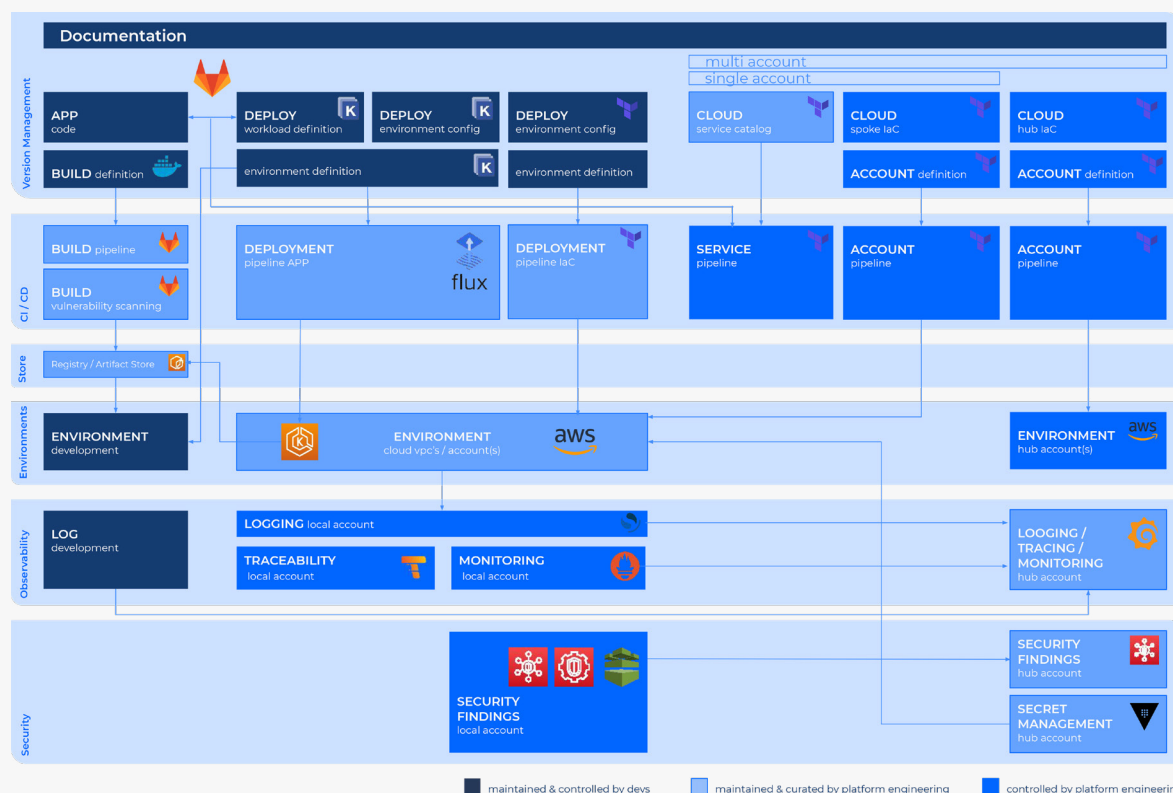 Documentation
Version Management
multi account
single account
APP
code
DEPLOY
workload definition
K
DEPLOY
environment config
K
DEPLOY
environment config
CLOUD
service catalog
CLOUD
spoke IaC
CLOUD
hub IaC
BUILD definition
environment definition
K
environment definition
ACCOUNT definition
ACCOUNT definition
CI / CD
BUILD pipeline
BUILD
vulnerability scanning
DEPLOYMENT
pipeline APP
flux
DEPLOYMENT
pipeline IaC
SERVICE
pipeline
ACCOUNT
pipeline
ACCOUNT
pipeline
Store
Registry / Artifact Store
Environments
ENVIRONMENT
development
K
ENVIRONMENT
cloud vpc's / account(s)
aws
ENVIRONMENT
hub account(s)
aws
Observability
LOG
development
LOGGING local account
TRACEABILITY
local account
MONITORING
local account
LOOGING /
TRACING /
MONITORING
hub account
Security
SECURITY
FINDINGS
local account
SECURITY
FINDINGS
hub account
SECRET
MANAGEMENT
hub account
maintained & controlled by devs
maintained & curated by platform engineering
controlled by platform engineering